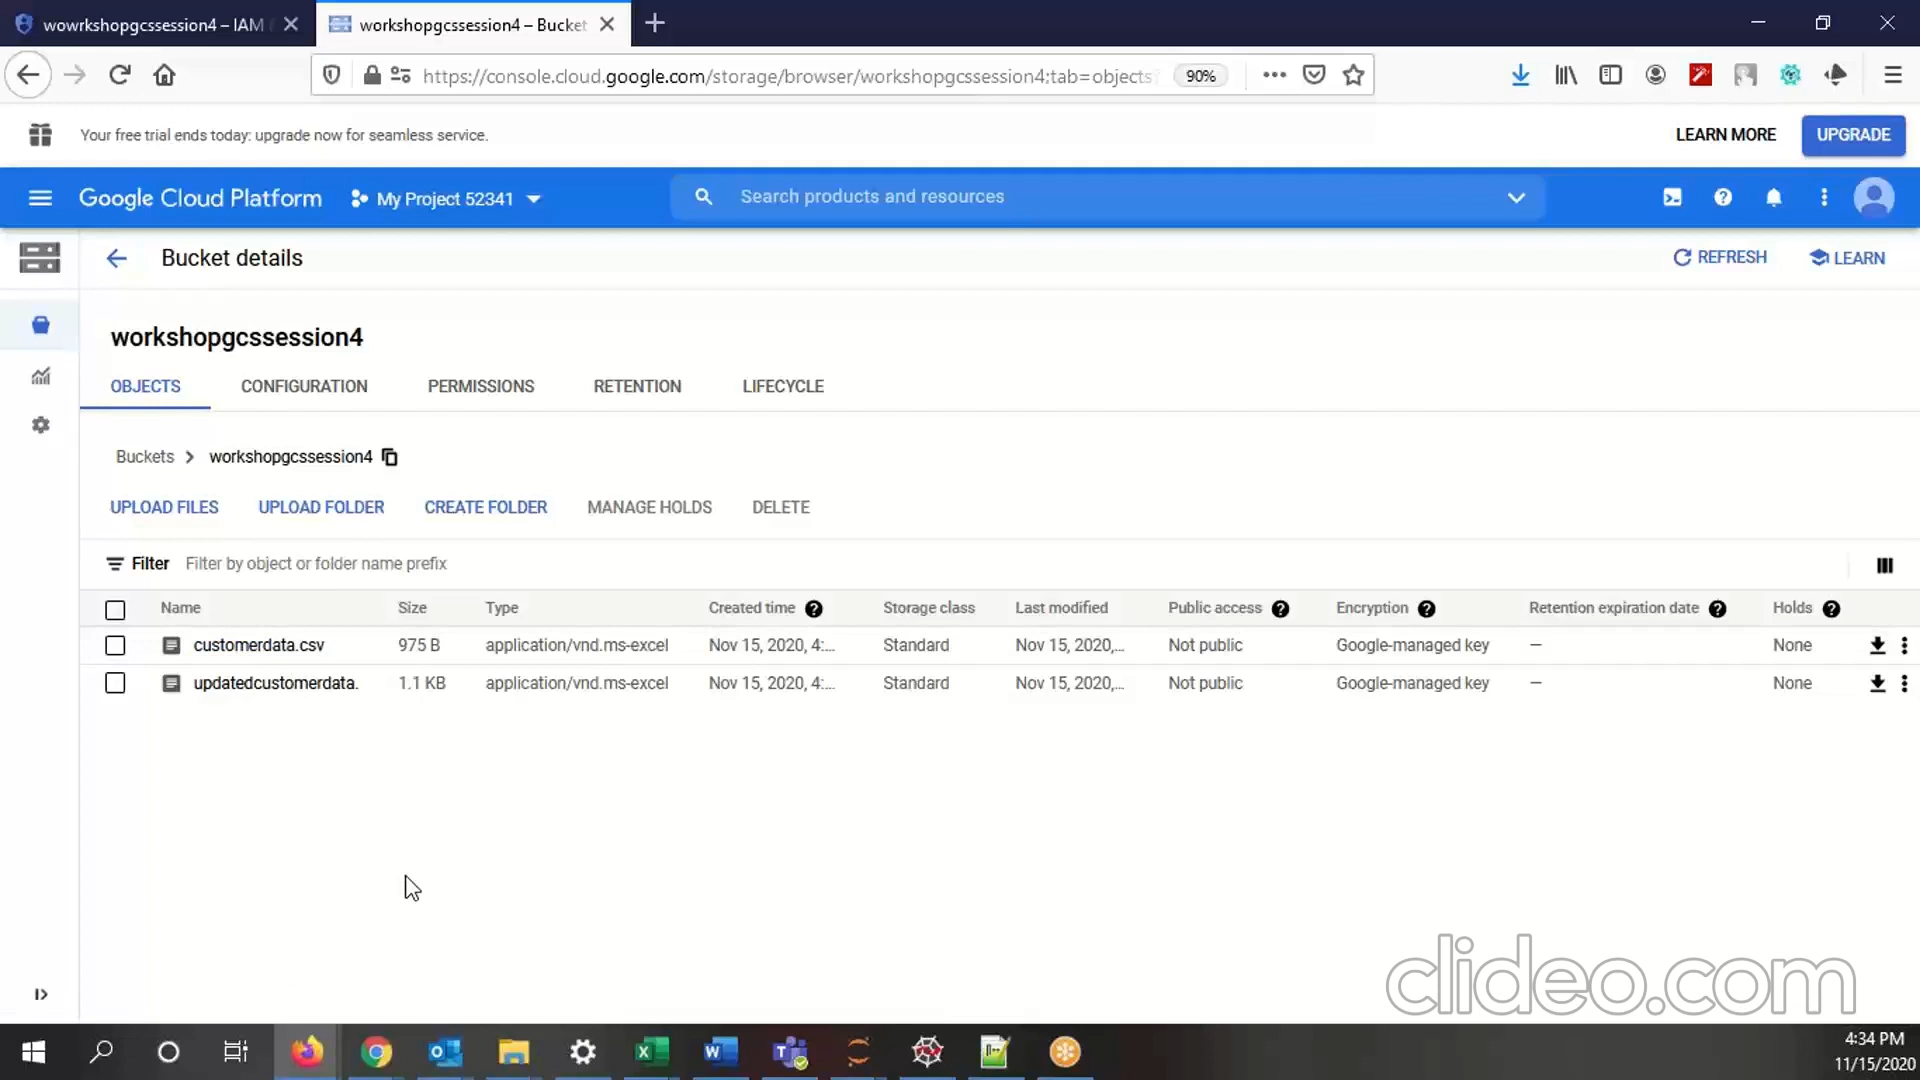 wowrkshopgcssession4 – IAM
workshopgcssession4 – Bucket
https://console.cloud.google.com/storage/browser/workshopgcssession4;tab=objects?
90%
Your free trial ends today: upgrade now for seamless service.
LEARN MORE
UPGRADE
Google Cloud Platform
My Project 52341
Search products and resources
Bucket details
REFRESH
LEARN
workshopgcssession4
OBJECTS CONFIGURATION PERMISSIONS RETENTION LIFECYCLE
Buckets > workshopgcssession4
UPLOAD FILES UPLOAD FOLDER CREATE FOLDER MANAGE HOLDS DELETE
Filter Filter by object or folder name prefix
Name Size Type Created time Storage class Last modified Public access Encryption Retention expiration date Holds
customerdata.csv 975 B application/vnd.ms-excel Nov 15, 2020, 4:... Standard Nov 15, 2020,... Not public Google-managed key — None
updatedcustomerdata. 1.1 KB application/vnd.ms-excel Nov 15, 2020, 4:... Standard Nov 15, 2020,... Not public Google-managed key — None
clideo.com
4:34 PM
11/15/2020